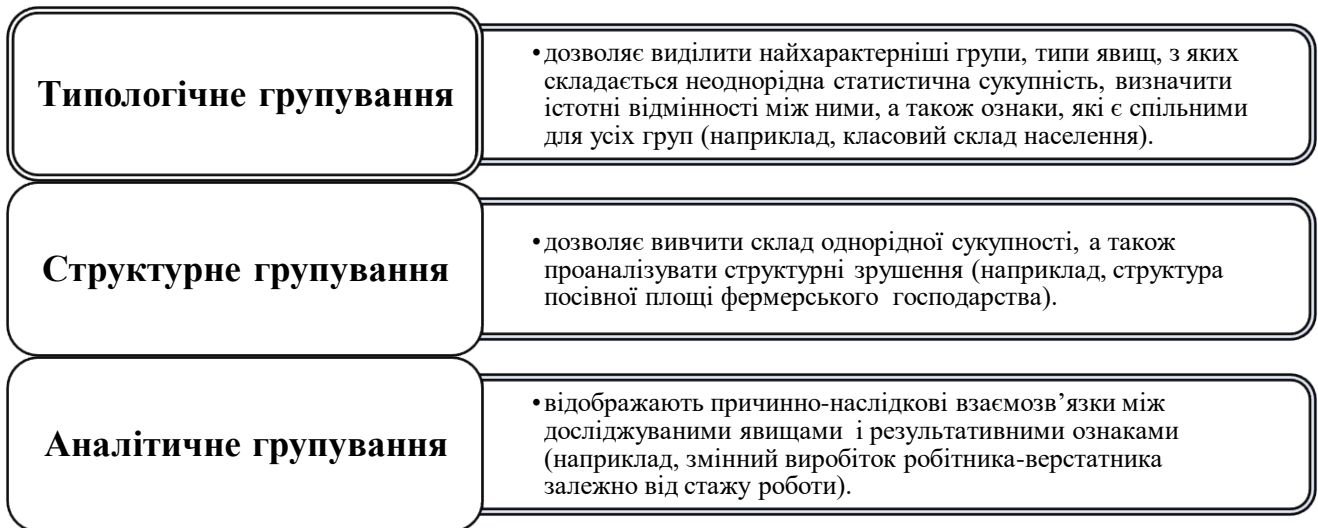 Типологічне групування
•дозволяє виділити найхарактерніші групи, типи явищ, з яких
складається неоднорідна статистична сукупність, визначити
істотні відмінності між ними, а також ознаки, які є спільними
для усіх груп (наприклад, класовий склад населення).
Структурне групування
•дозволяє вивчити склад однорідної сукупності, а також
проаналізувати структурні зрушення (наприклад, структура
посівної площі фермерського господарства).
Аналітичне групування
•відображають причинно-наслідкові взаємозв’язки між
досліджуваними явищами і результативними ознаками
(наприклад, змінний виробіток робітника-верстатника
залежно від стажу роботи).